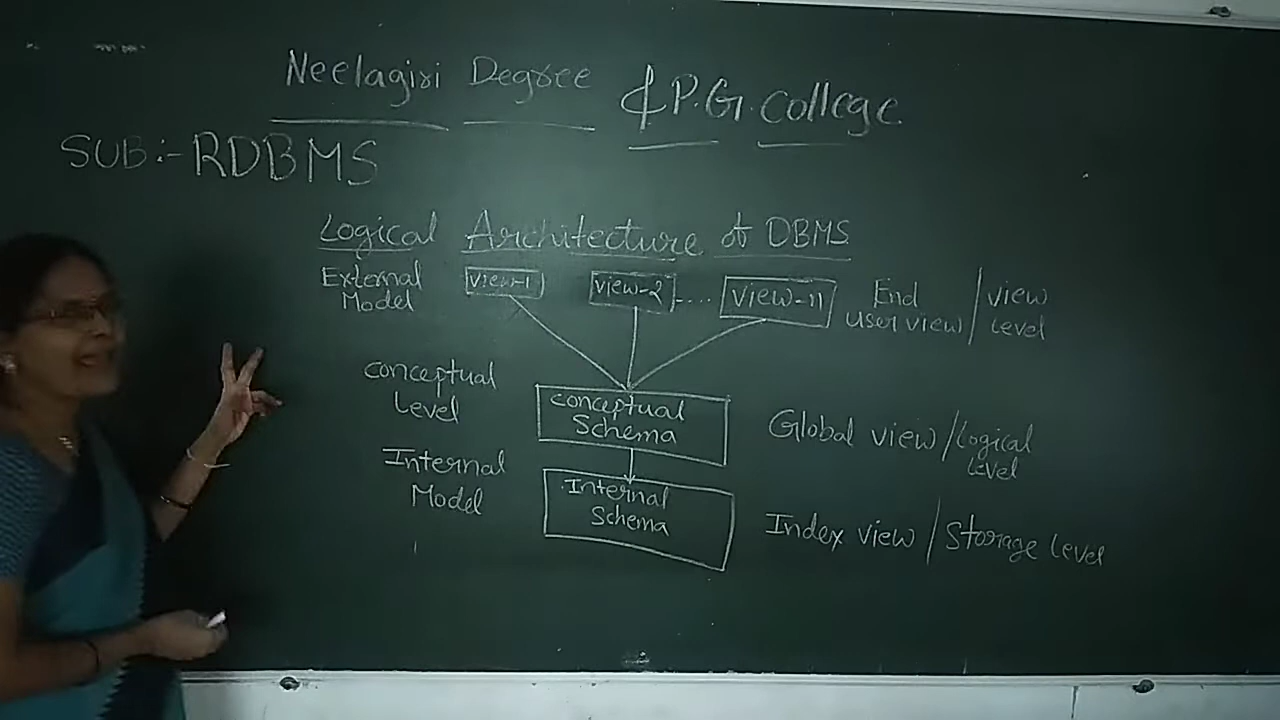 Neelagiri Degree & P.G. College
SUB:- RDBMS
Logical Architecture of DBMS
External Model
view-1
view-2
.....
view-n
End user view / view Level
conceptual Level
conceptual Schema
Global view / Logical Level
Internal Model
Internal Schema
Index view / Storage Level